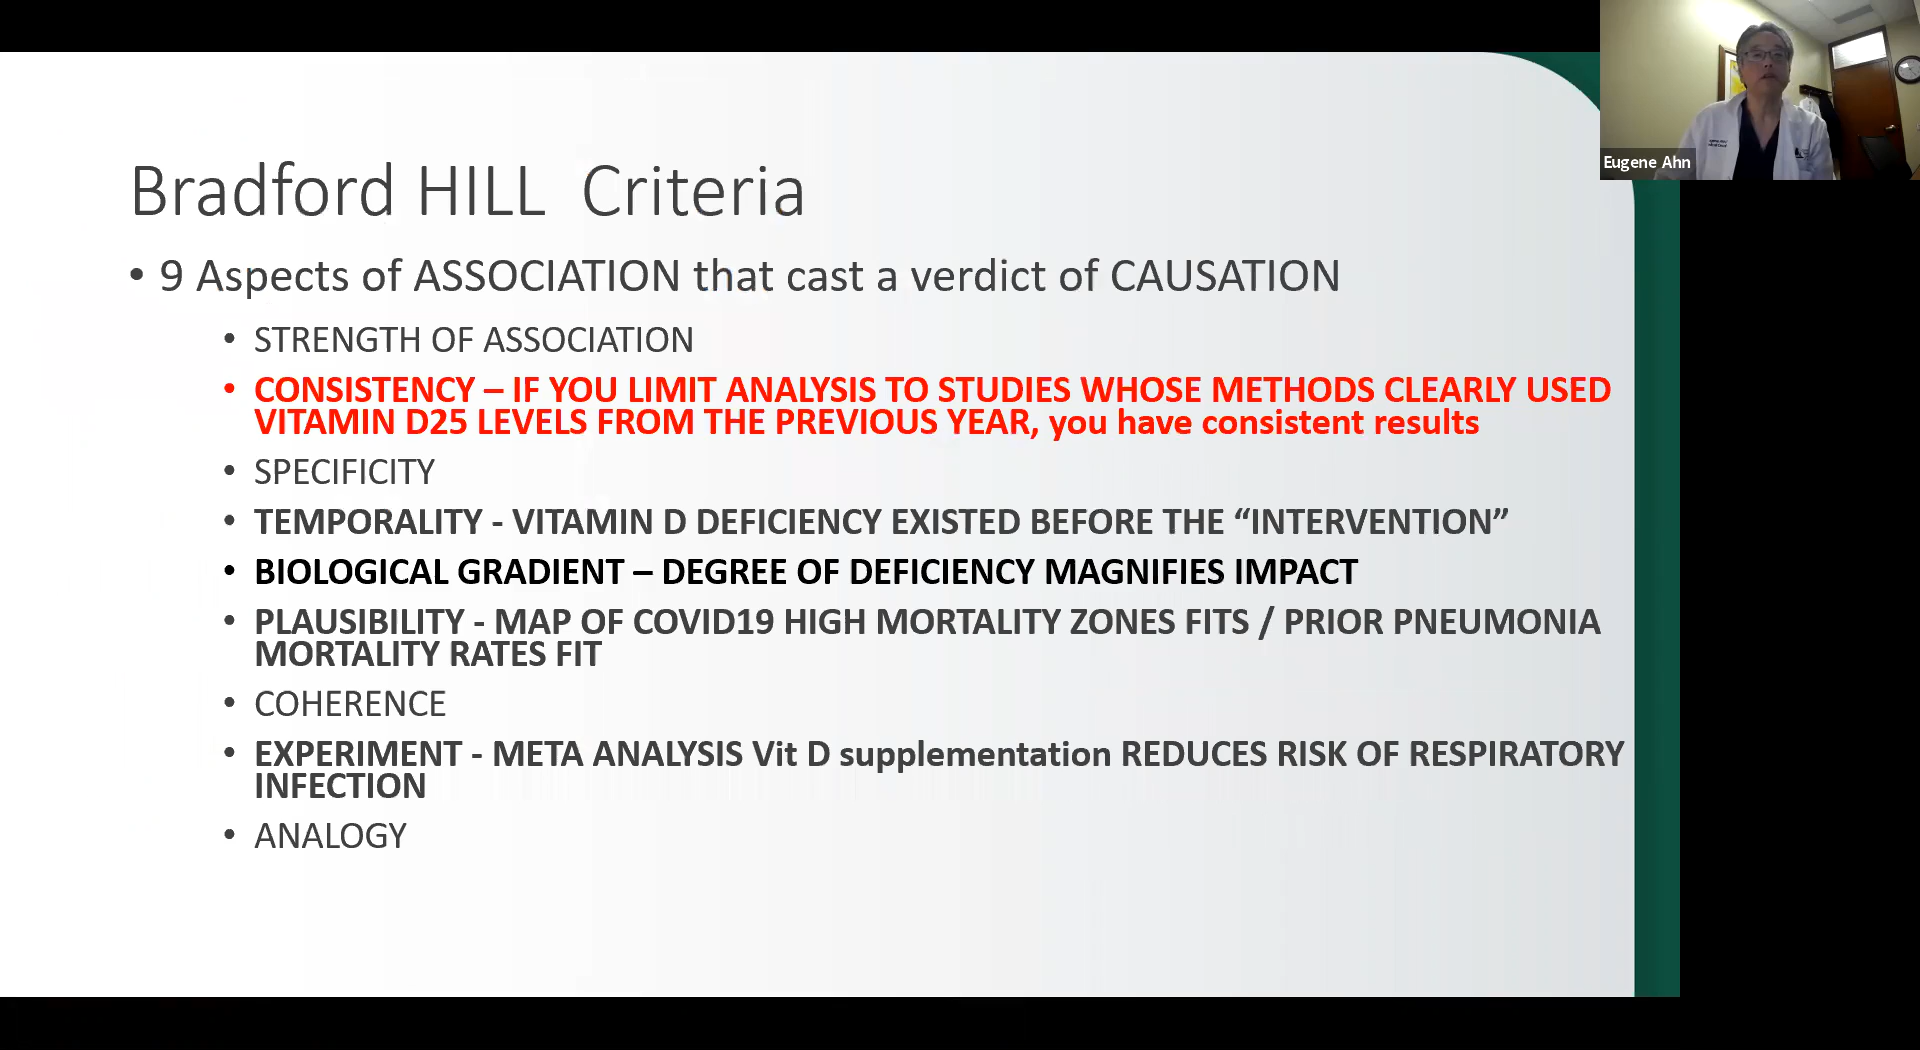 Eugene Ahn
Bradford HILL Criteria
• 9 Aspects of ASSOCIATION that cast a verdict of CAUSATION
• STRENGTH OF ASSOCIATION
• CONSISTENCY – IF YOU LIMIT ANALYSIS TO STUDIES WHOSE METHODS CLEARLY USED
VITAMIN D25 LEVELS FROM THE PREVIOUS YEAR, you have consistent results
• SPECIFICITY
• TEMPORALITY - VITAMIN D DEFICIENCY EXISTED BEFORE THE “INTERVENTION”
• BIOLOGICAL GRADIENT – DEGREE OF DEFICIENCY MAGNIFIES IMPACT
• PLAUSIBILITY - MAP OF COVID19 HIGH MORTALITY ZONES FITS / PRIOR PNEUMONIA
MORTALITY RATES FIT
• COHERENCE
• EXPERIMENT - META ANALYSIS Vit D supplementation REDUCES RISK OF RESPIRATORY
INFECTION
• ANALOGY